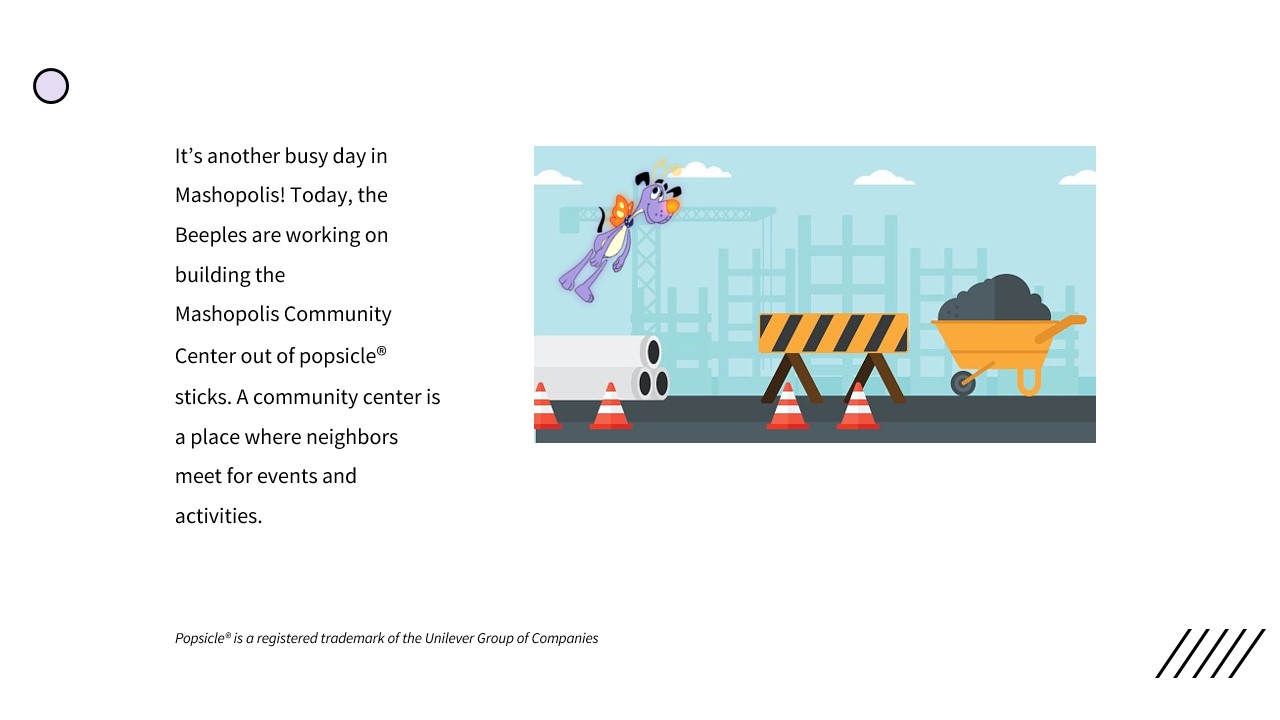 It’s another busy day in
Mashopolis! Today, the
Beeples are working on
building the
Mashopolis Community
Center out of popsicle®
sticks. A community center is
a place where neighbors
meet for events and
activities.
Popsicle® is a registered trademark of the Unilever Group of Companies